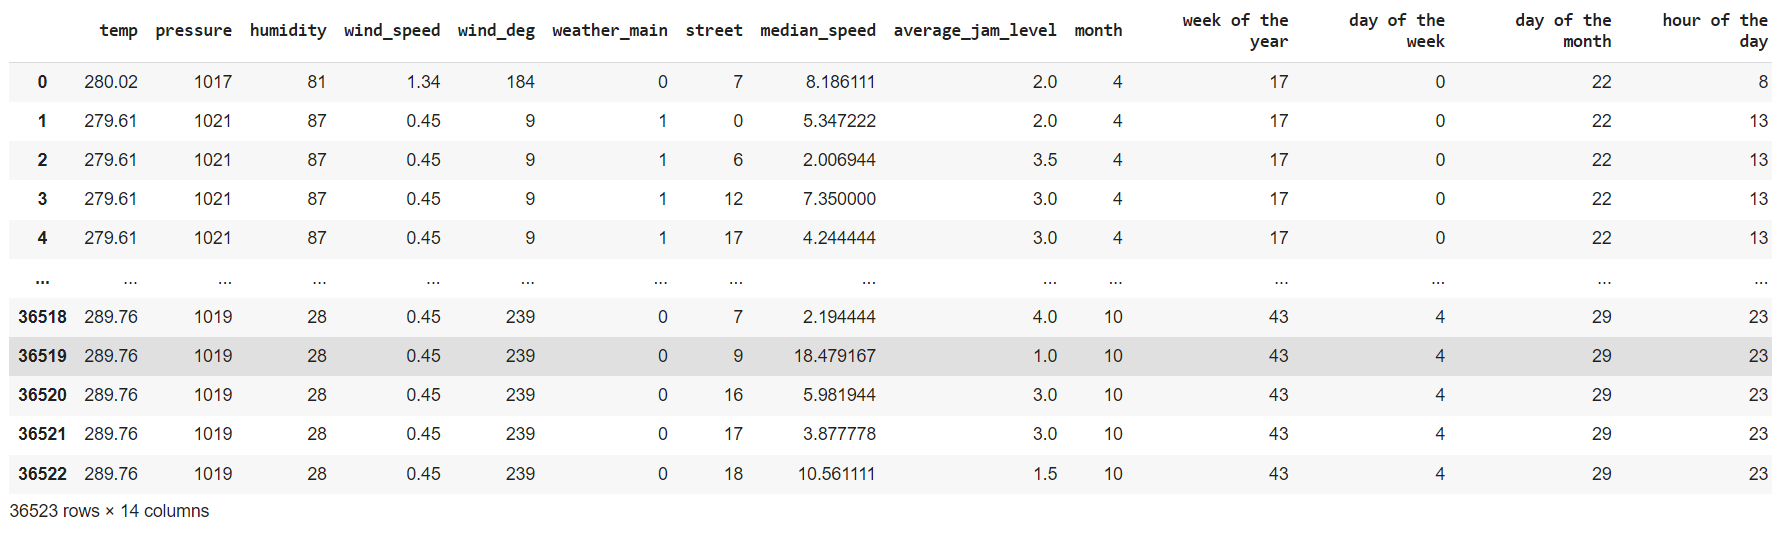 temp pressure humidity wind_speed wind_deg weather_main street median_speed average_jam_level month week of the year day of the week day of the month hour of the day
0 280.02 1017 81 1.34 184 0 7 8.186111 2.0 4 17 0 22 8
1 279.61 1021 87 0.45 9 1 0 5.347222 2.0 4 17 0 22 13
2 279.61 1021 87 0.45 9 1 6 2.006944 3.5 4 17 0 22 13
3 279.61 1021 87 0.45 9 1 12 7.350000 3.0 4 17 0 22 13
4 279.61 1021 87 0.45 9 1 17 4.244444 3.0 4 17 0 22 13
... ... ... ... ... ... ... ... ... ... ... ... ... ... ...
36518 289.76 1019 28 0.45 239 0 7 2.194444 4.0 10 43 4 29 23
36519 289.76 1019 28 0.45 239 0 9 18.479167 1.0 10 43 4 29 23
36520 289.76 1019 28 0.45 239 0 16 5.981944 3.0 10 43 4 29 23
36521 289.76 1019 28 0.45 239 0 17 3.877778 3.0 10 43 4 29 23
36522 289.76 1019 28 0.45 239 0 18 10.561111 1.5 10 43 4 29 23
36523 rows × 14 columns